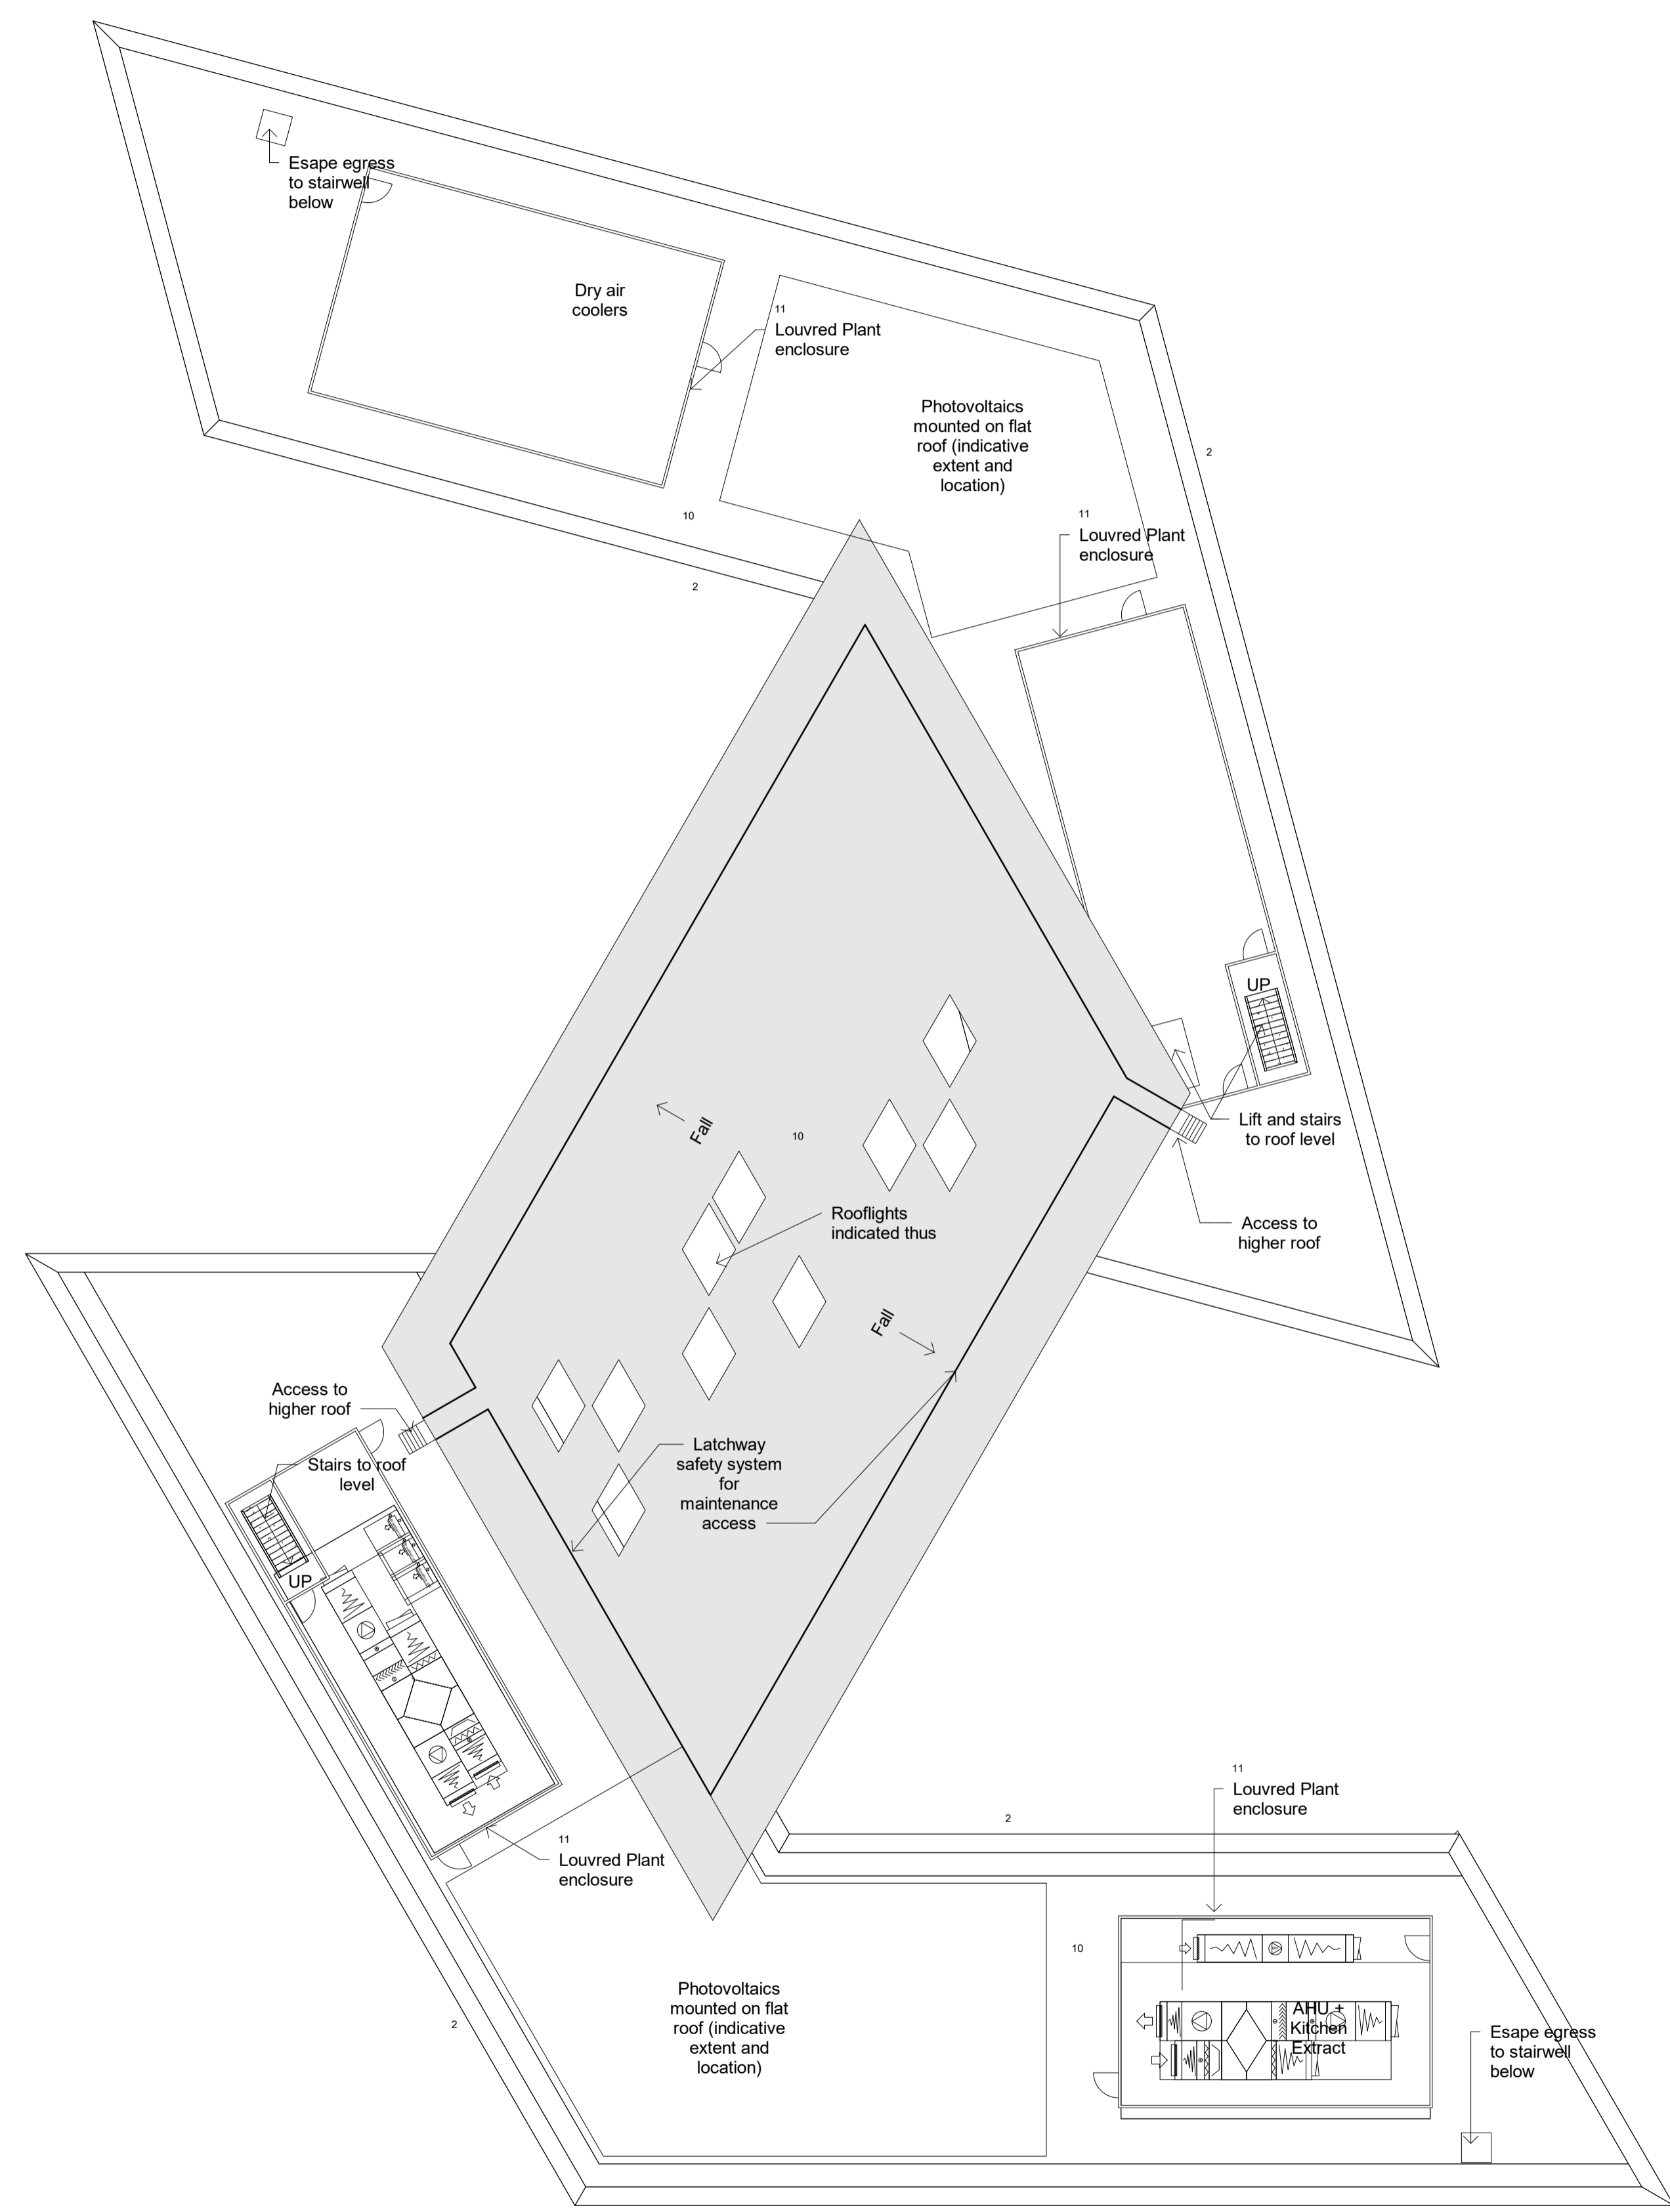 Esape egress
to stairwell
below
Dry air
coolers
11
Louvred Plant
enclosure
Photovoltaics
mounted on flat
roof (indicative
extent and
location)
2
10
11
Louvred Plant
enclosure
2
UP
Lift and stairs
to roof level
Fall
10
Rooflights
indicated thus
Access to
higher roof
Fall
Access to
higher roof
Latchway
safety system
for
maintenance
access
Stairs to roof
level
UP
11
Louvred Plant
enclosure
11
Louvred Plant
enclosure
2
10
Photovoltaics
mounted on flat
roof (indicative
extent and
location)
AHU +
Kitchen
Extract
2
Esape egress
to stairwell
below